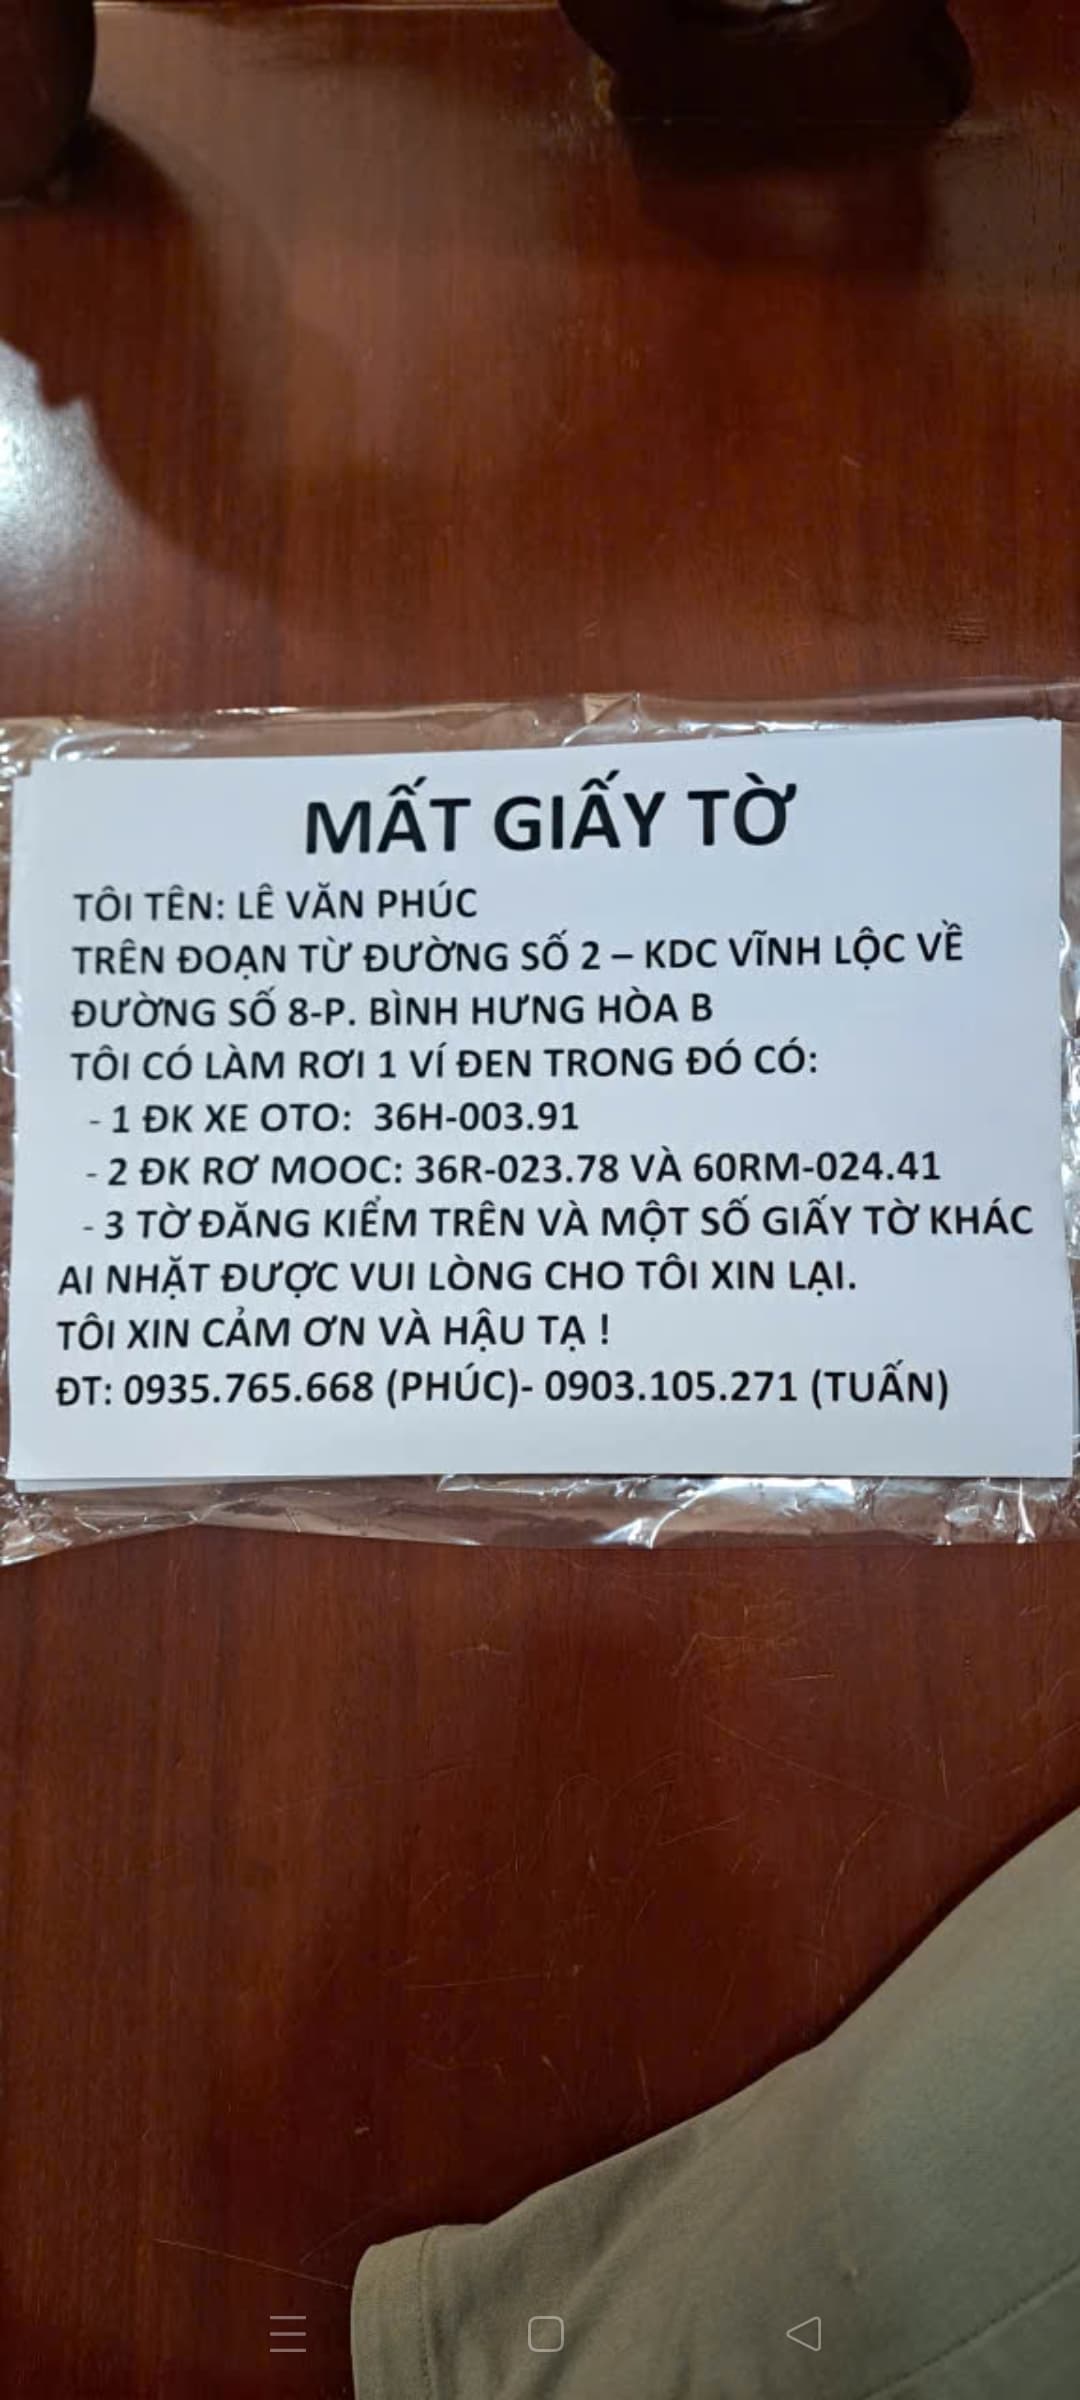 MẤT GIẤY TỜ
TÔI TÊN: LÊ VĂN PHÚC
TRÊN ĐOẠN TỪ ĐƯỜNG SỐ 2 – KDC VĨNH LỘC VỀ
ĐƯỜNG SỐ 8-P. BÌNH HƯNG HÒA B
TÔI CÓ LÀM RƠI 1 VÍ ĐEN TRONG ĐÓ CÓ:
- 1 ĐK XE OTO: 36H-003.91
- 2 ĐK RƠ MOOC: 36R-023.78 VÀ 60RM-024.41
- 3 TỜ ĐĂNG KIỂM TRÊN VÀ MỘT SỐ GIẤY TỜ KHÁC
AI NHẶT ĐƯỢC VUI LÒNG CHO TÔI XIN LẠI.
TÔI XIN CẢM ƠN VÀ HẬU TẠ !
ĐT: 0935.765.668 (PHÚC)- 0903.105.271 (TUẤN)